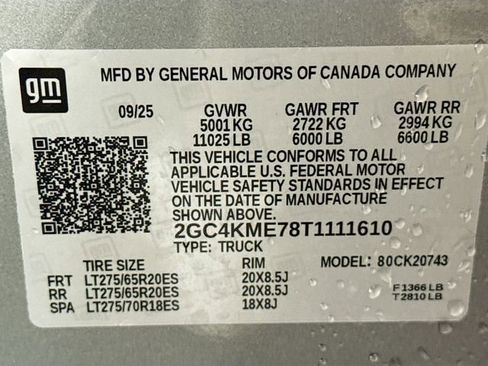 gm
MFD BY GENERAL MOTORS OF CANADA COMPANY
09/25 GVWR GAWR FRT GAWR RR
5001 KG 2722 KG 2994 KG
11025 LB 6000 LB 6600 LB
THIS VEHICLE CONFORMS TO ALL
APPLICABLE U.S. FEDERAL MOTOR
VEHICLE SAFETY STANDARDS IN EFFECT
ON THE DATE OF MANUFACTURE
SHOWN ABOVE.
2GC4KME78T1111610
TYPE: TRUCK
TIRE SIZE RIM MODEL: 80CK20743
FRT LT275/65R20ES 20X8.5J F1366 LB
RR LT275/65R20ES 20X8.5J T2810 LB
SPA LT275/70R18ES 18X8J